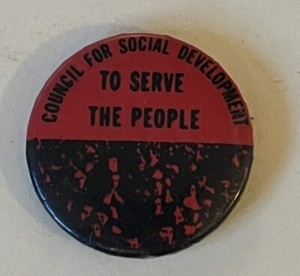 COUNCIL FOR SOCIAL DEVELOPMENT
TO SERVE
THE PEOPLE